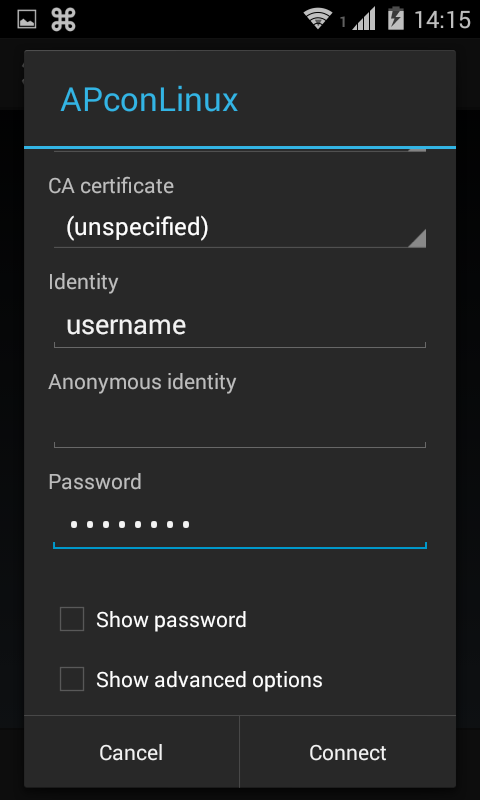 1 14:15
APconLinux
CA certificate
(unspecified)
Identity
username
Anonymous identity
Password
••••••••
Show password
Show advanced options
Cancel Connect